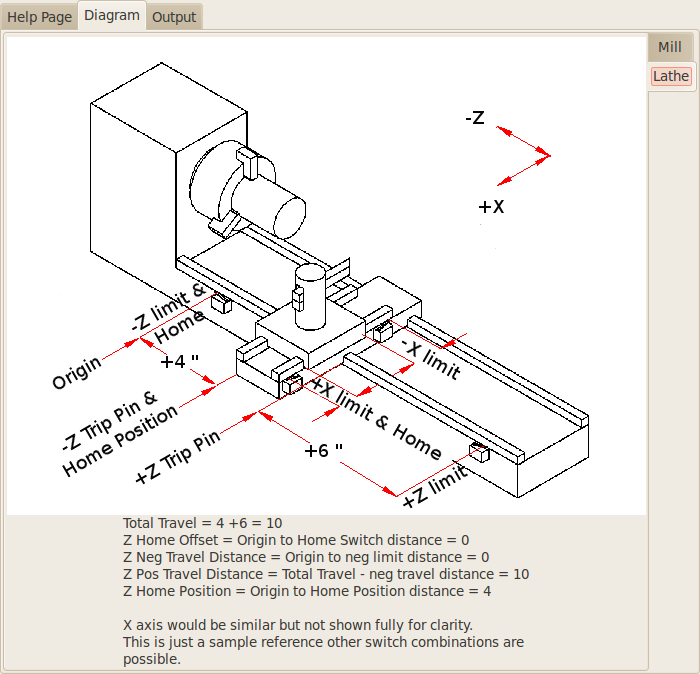 Help Page
Diagram
Output
Mill
Lathe
-Z
+X
-Z limit &
Home
Origin
+4 "
-X limit
-Z Trip Pin &
Home Position
+X limit & Home
+Z Trip Pin
+6 "
+Z limit
Total Travel = 4 +6 = 10
Z Home Offset = Origin to Home Switch distance = 0
Z Neg Travel Distance = Origin to neg limit distance = 0
Z Pos Travel Distance = Total Travel - neg travel distance = 10
Z Home Position = Origin to Home Position distance = 4
X axis would be similar but not shown fully for clarity.
This is just a sample reference other switch combinations are
possible.